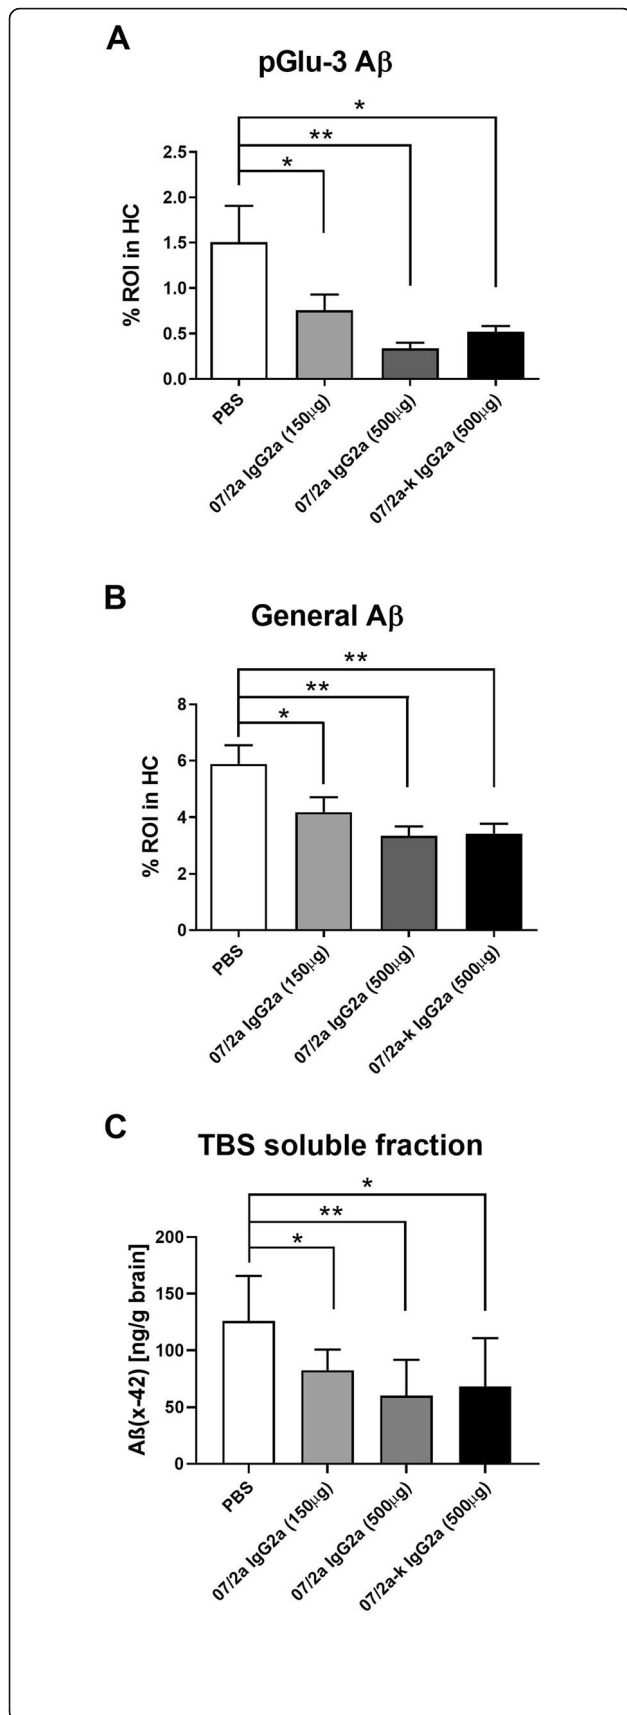 A
pGlu-3 Aβ
*
**
*
2.5
2.0
1.5
1.0
0.5
0.0
% ROI in HC
PBS
07/2a IgG2a (150μg)
07/2a IgG2a (500μg)
07/2a-k IgG2a (500μg)
B
General Aβ
**
**
*
8
6
4
2
0
% ROI in HC
PBS
07/2a IgG2a (150μg)
07/2a IgG2a (500μg)
07/2a-k IgG2a (500μg)
C
TBS soluble fraction
*
**
*
200
150
100
50
0
Aß(x-42) [ng/g brain]
PBS
07/2a IgG2a (150μg)
07/2a IgG2a (500μg)
07/2a-k IgG2a (500μg)